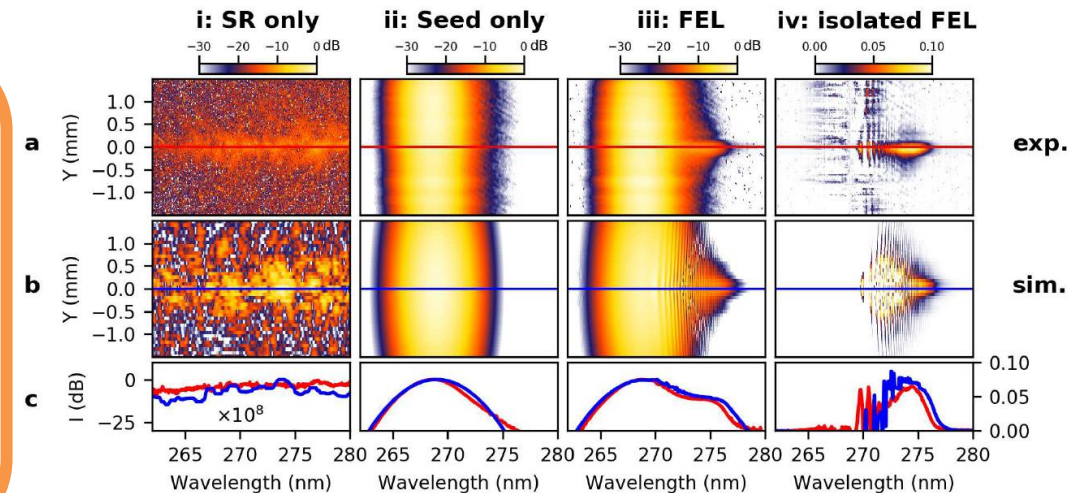 i: SR only ii: Seed only iii: FEL iv: isolated FEL
−30 −20 −10 0 dB −30 −20 −10 0 dB −30 −20 −10 0 dB 0.00 0.05 0.10
a Y (mm) 1.0 0.5 0.0 −0.5 −1.0 exp.
b Y (mm) 1.0 0.5 0.0 −0.5 −1.0 sim.
c I (dB) 0 −25 ×10⁸ 0.10 0.05 0.00
265 270 275 280 265 270 275 280 265 270 275 280 265 270 275 280
Wavelength (nm) Wavelength (nm) Wavelength (nm) Wavelength (nm)